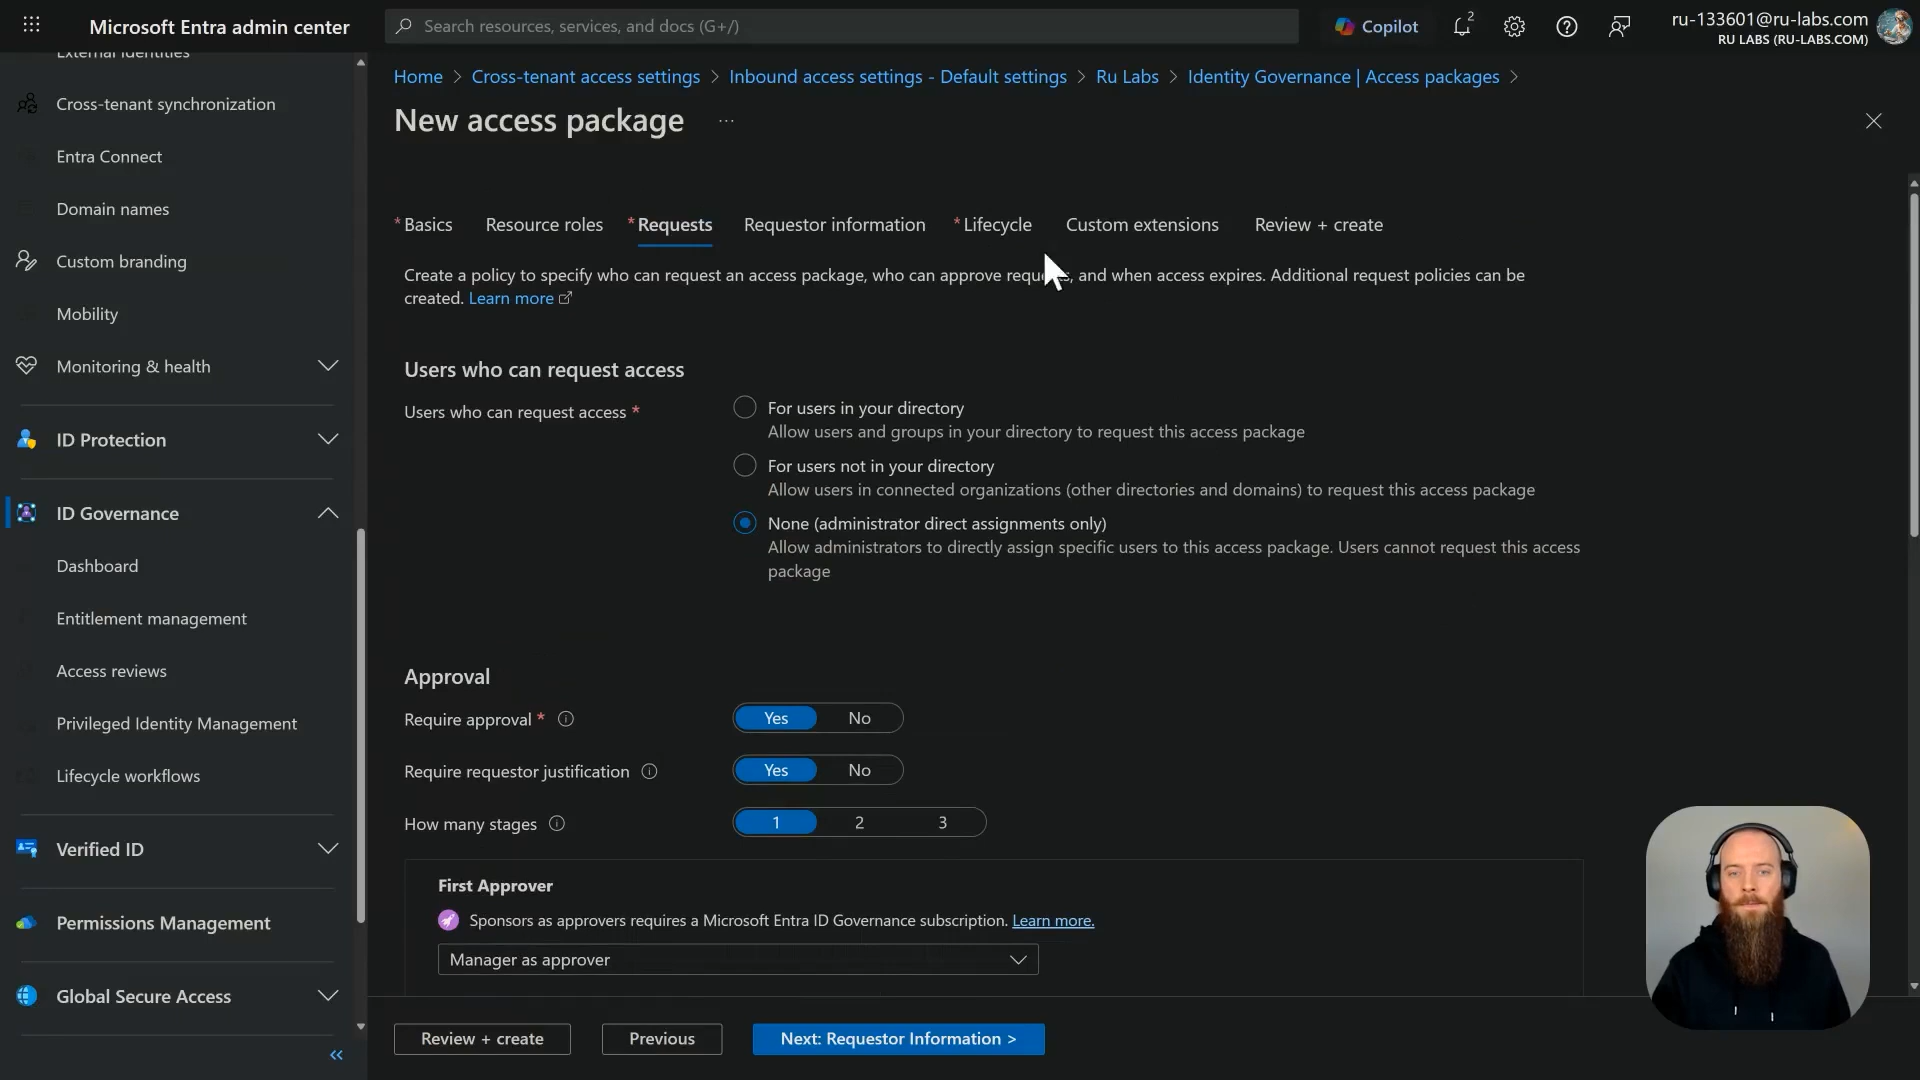 Microsoft Entra admin center
Search resources, services, and docs (G+/)
Copilot
2
ru-133601@ru-labs.com
RU LABS (RU-LABS.COM)
External Identities
Cross-tenant synchronization
Entra Connect
Domain names
Custom branding
Mobility
Monitoring & health
ID Protection
ID Governance
Dashboard
Entitlement management
Access reviews
Privileged Identity Management
Lifecycle workflows
Verified ID
Permissions Management
Global Secure Access
Home > Cross-tenant access settings > Inbound access settings - Default settings > Ru Labs > Identity Governance | Access packages >
New access package ...
* Basics Resource roles * Requests Requestor information * Lifecycle Custom extensions Review + create
Create a policy to specify who can request an access package, who can approve requests, and when access expires. Additional request policies can be
created. Learn more
Users who can request access
Users who can request access *
For users in your directory
Allow users and groups in your directory to request this access package
For users not in your directory
Allow users in connected organizations (other directories and domains) to request this access package
None (administrator direct assignments only)
Allow administrators to directly assign specific users to this access package. Users cannot request this access
package
Approval
Require approval * Yes No
Require requestor justification Yes No
How many stages 1 2 3
First Approver
Sponsors as approvers requires a Microsoft Entra ID Governance subscription. Learn more.
Manager as approver
Review + create Previous Next: Requestor Information >